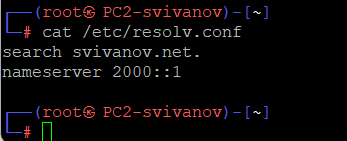 ┌──(root㉿PC2-svivanov)-[~]
└─# cat /etc/resolv.conf
search svivanov.net.
nameserver 2000::1
┌──(root㉿PC2-svivanov)-[~]
└─#